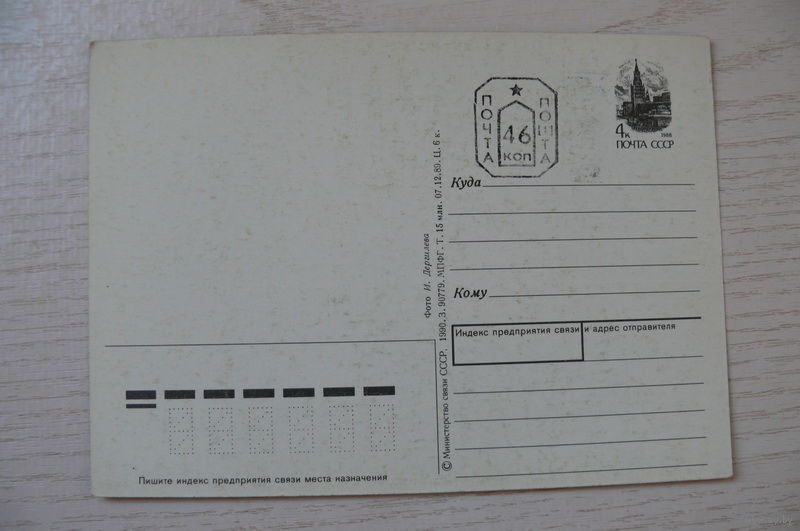 ПОЧТА
46
КОП
ПОЧТА
4к
1988
ПОЧТА СССР
Куда
Кому
Индекс предприятия связи и адрес отправителя
Фото И. Дергилева
© Министерство связи СССР. 1990. З. 90779. МПФГ. Т. 15 млн. 07.12.89. Ц. 6 к.
Пишите индекс предприятия связи места назначения